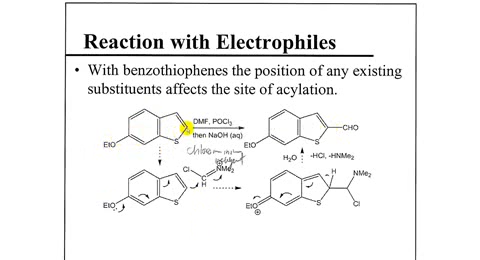 Reaction with Electrophiles
• With benzothiophenes the position of any existing
substituents affects the site of acylation.
DMF, POCl3
then NaOH (aq)
EtO
S
EtO
S
CHO
H2O
-HCl, -HNMe2
Cl
H
⊕
NMe2
EtO
S
EtO
⊕
S
H
NMe2
Cl